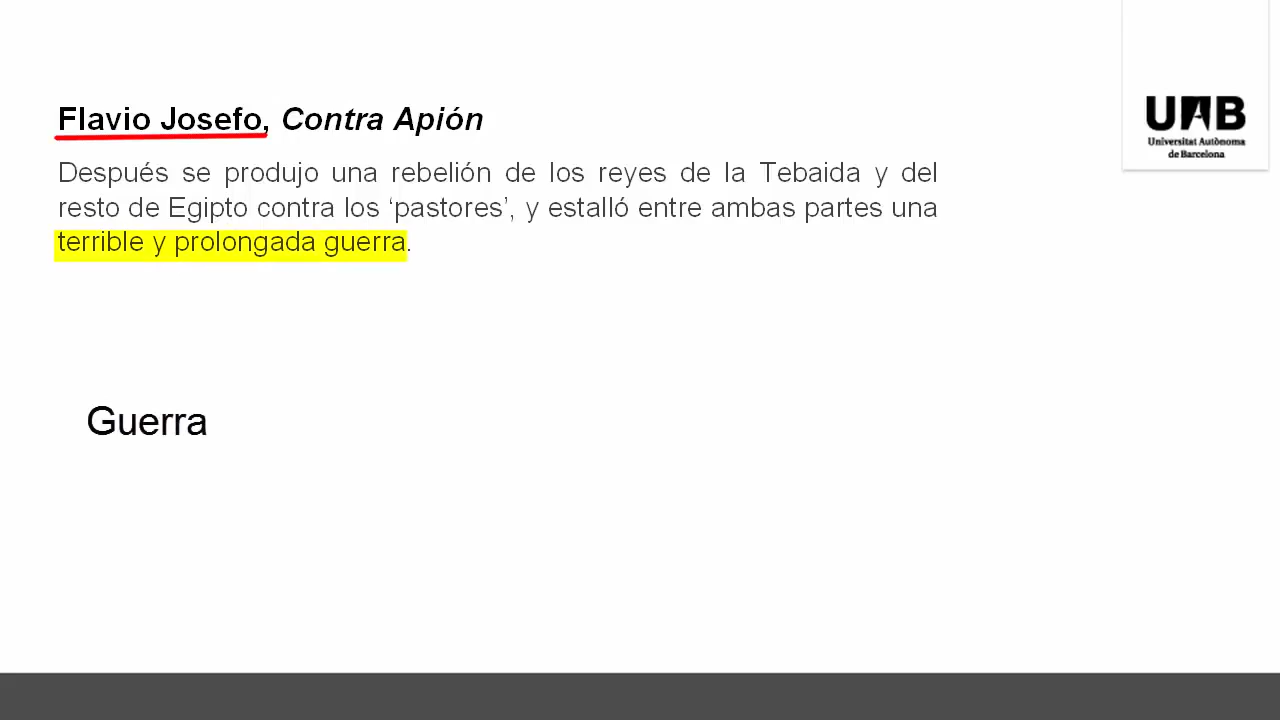 Flavio Josefo, Contra Apión
Después se produjo una rebelión de los reyes de la Tebaida y del
resto de Egipto contra los ‘pastores’, y estalló entre ambas partes una
terrible y prolongada guerra.
Guerra
UAB
Universitat Autònoma
de Barcelona